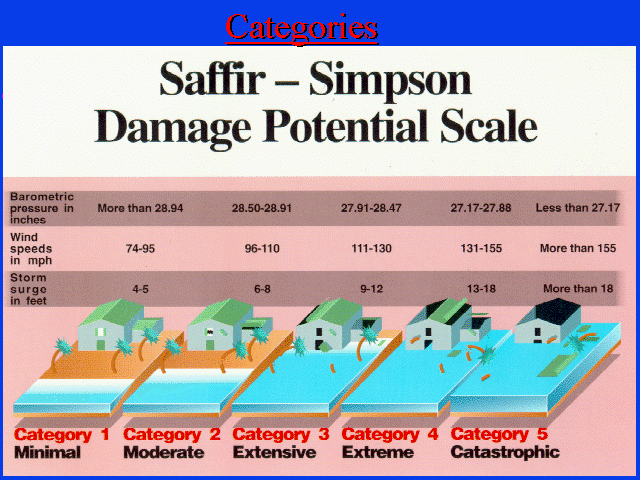 Categories
Saffir – Simpson
Damage Potential Scale
Barometric
pressure in
inches
More than 28.94 28.50-28.91 27.91-28.47 27.17-27.88 Less than 27.17
Wind
speeds
in mph
74-95 96-110 111-130 131-155 More than 155
Storm
surge
in feet
4-5 6-8 9-12 13-18 More than 18
Category 1 Category 2 Category 3 Category 4 Category 5
Minimal Moderate Extensive Extreme Catastrophic